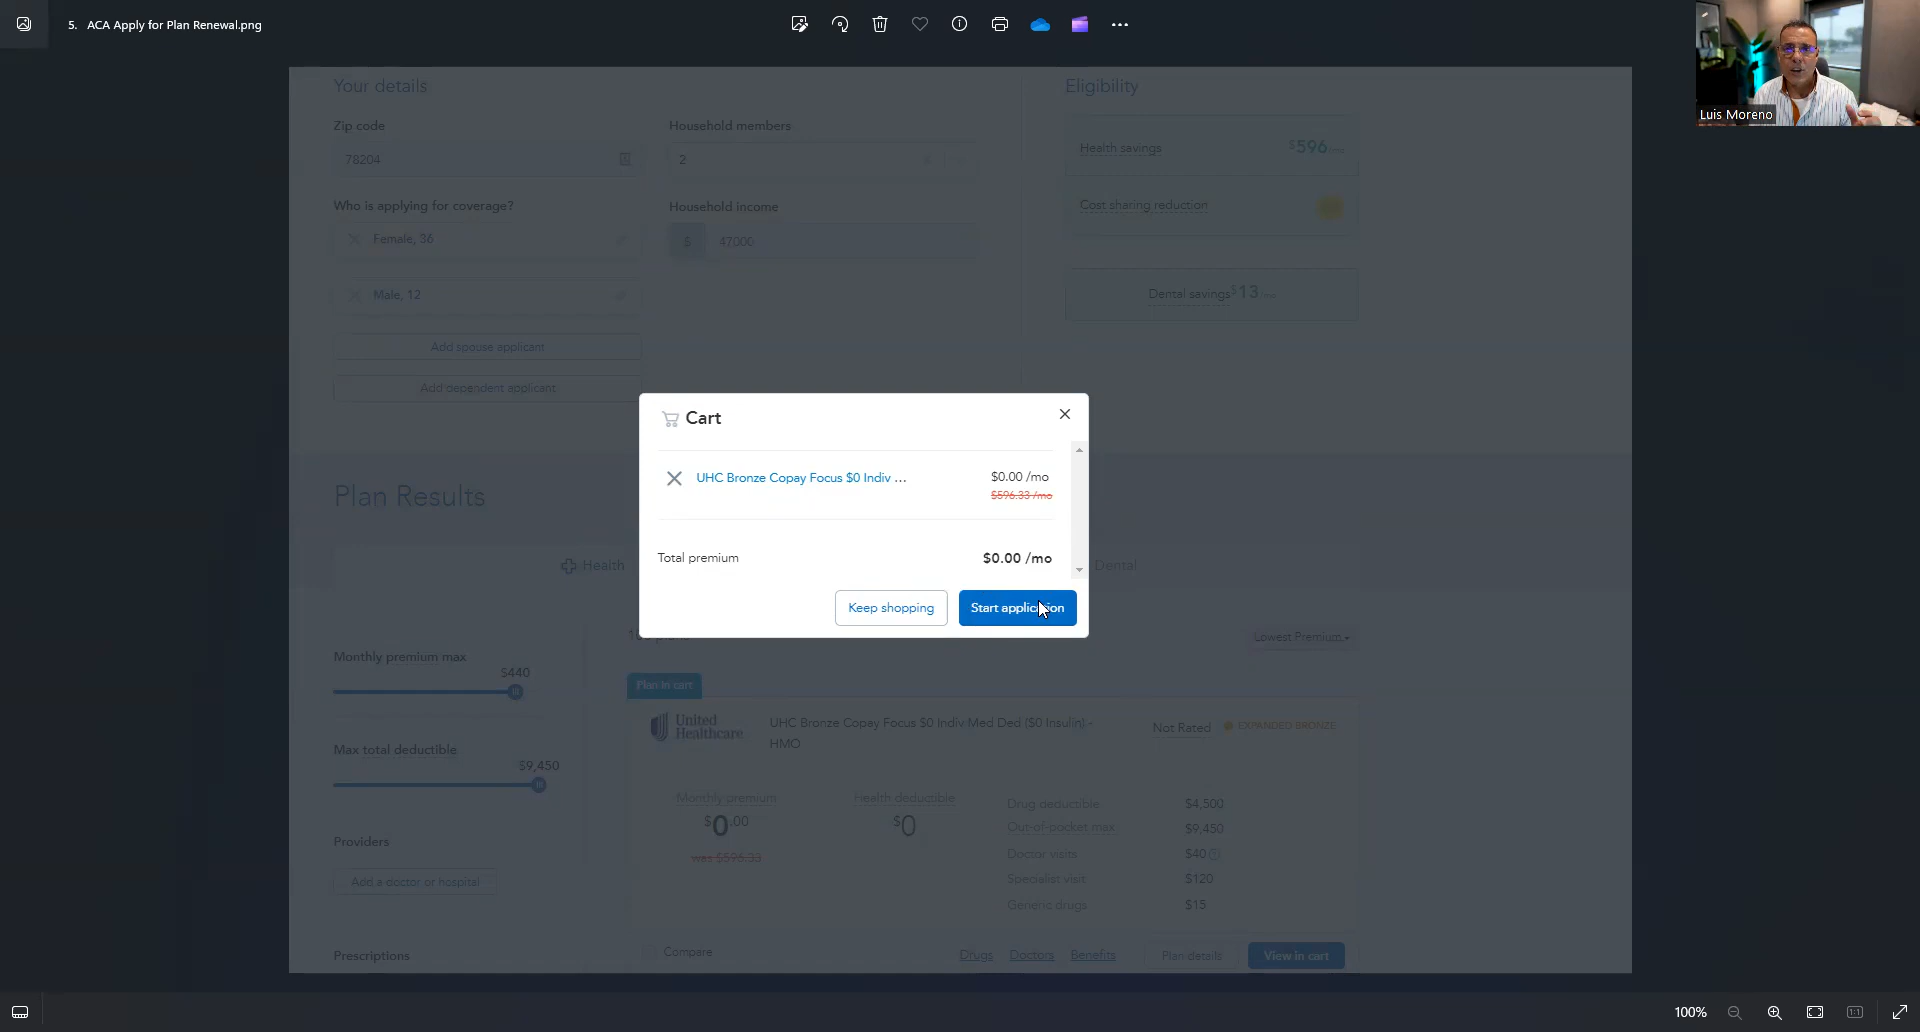 5. ACA Apply for Plan Renewal.png
Luis Moreno
Your details
Eligibility
Zip code
Household members
78204
2
Health savings
$596 /mo
Who is applying for coverage?
Household income
Cost sharing reduction
Female, 36
$ 47000
Male, 12
Dental savings $13 /mo
Add spouse applicant
Add dependent applicant
Cart
UHC Bronze Copay Focus $0 Indiv ...
$0.00 /mo
$596.33 /mo
Total premium
$0.00 /mo
Keep shopping
Start application
Plan Results
Health
Dental
Lowest Premium
Monthly premium max
$440
Plan in cart
United Healthcare
UHC Bronze Copay Focus $0 Indiv Med Ded ($0 Insulin) -
HMO
Not Rated
EXPANDED BRONZE
Max total deductible
$9,450
Monthly premium
$0.00
was $596.33
Health deductible
$0
Drug deductible $4,500
Out-of-pocket max $9,450
Doctor visits $40
Specialist visit $120
Generic drugs $15
Providers
Add a doctor or hospital
Prescriptions
Compare
Drugs
Doctors
Benefits
Plan details
View in cart
100%
1:1